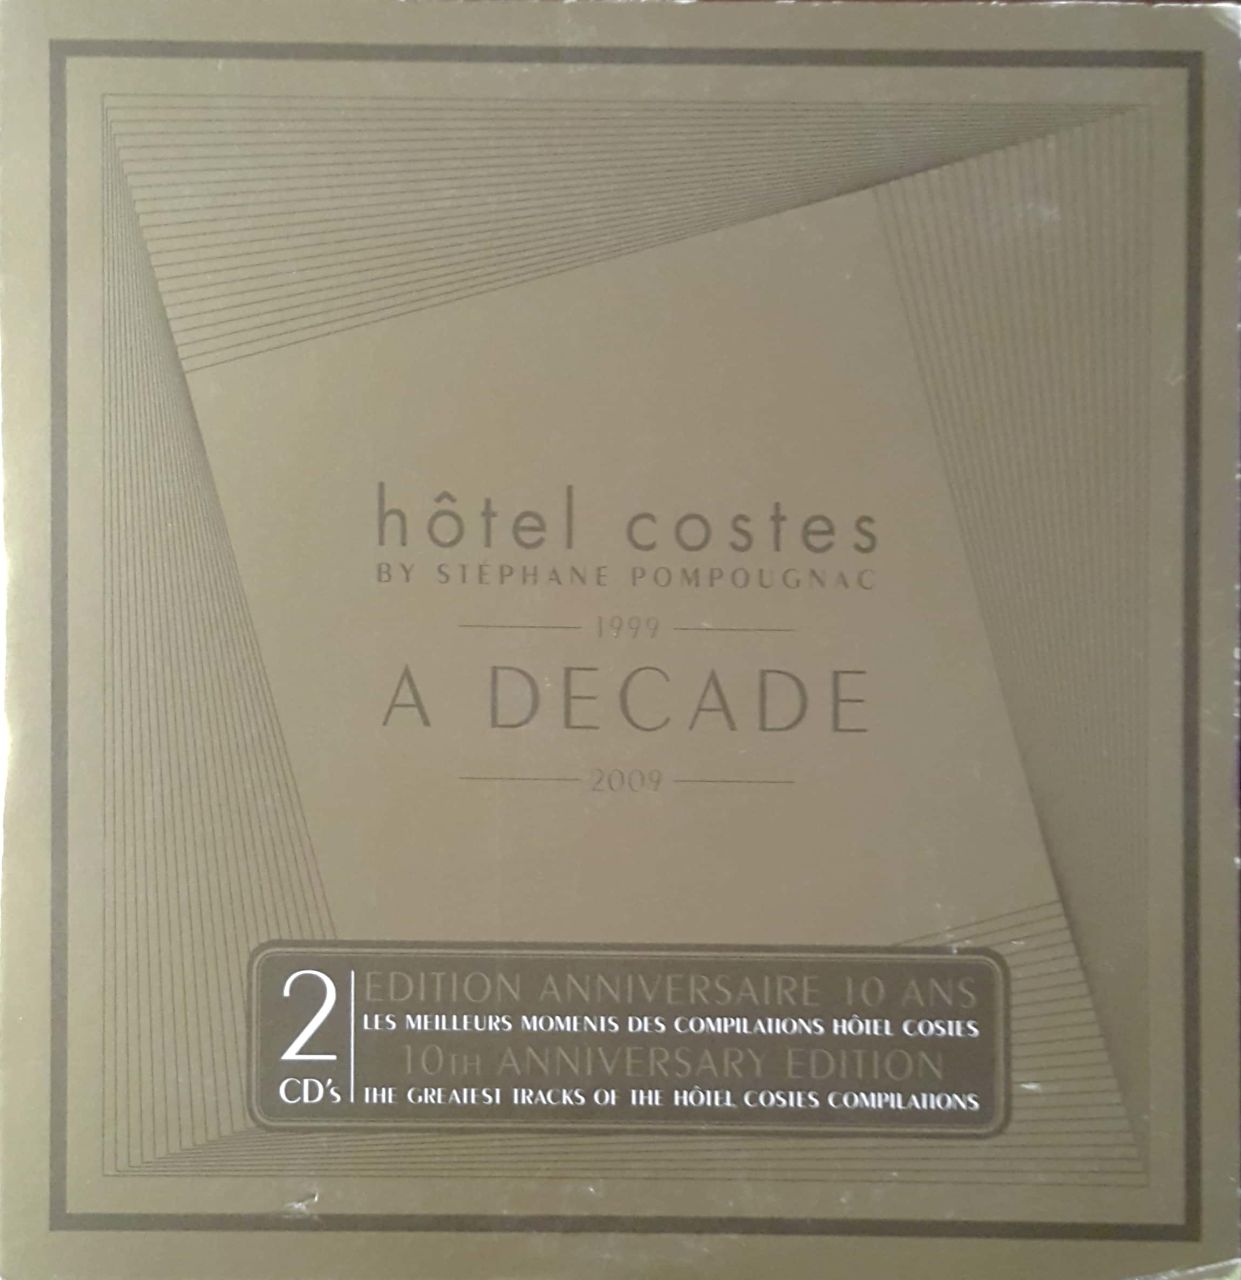 hôtel costes
BY STÉPHANE POMPOUGNAC
1999
A DECADE
2009
2
CD's
EDITION ANNIVERSAIRE 10 ANS
LES MEILLEURS MOMENTS DES COMPILATIONS HÔTEL COSTES
10TH ANNIVERSARY EDITION
THE GREATEST TRACKS OF THE HÔTEL COSTES COMPILATIONS